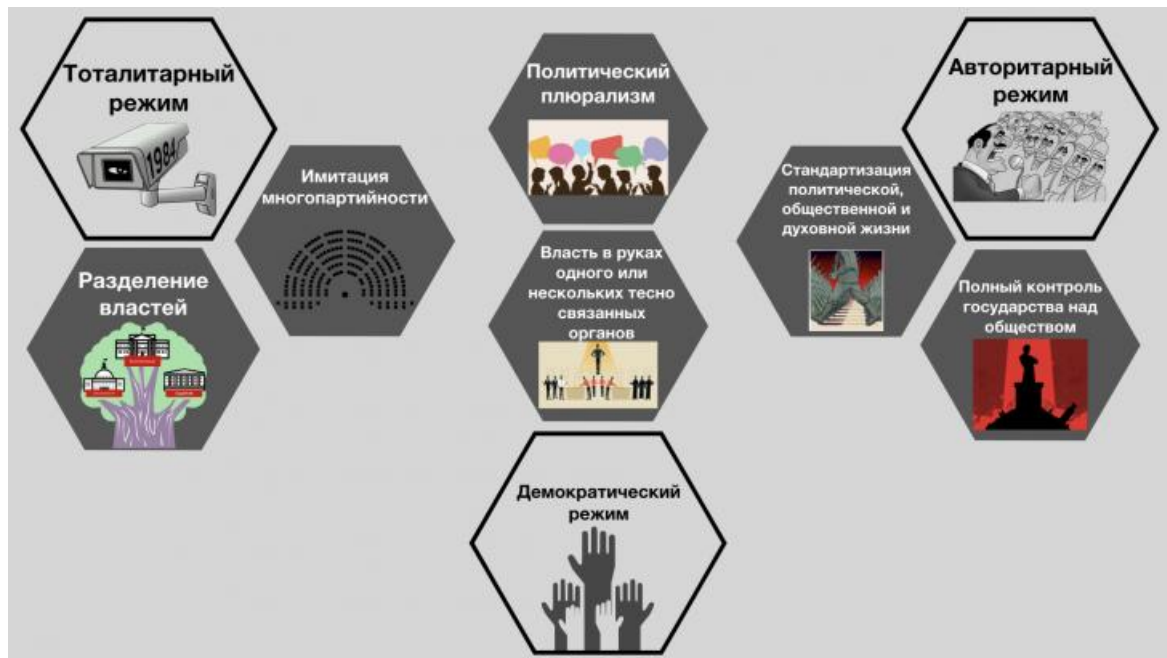 Тоталитарный
режим
1984
Имитация
многопартийности
Разделение
властей
Политический
плюрализм
Власть в руках
одного или
нескольких тесно
связанных
органов
Демократический
режим
Стандартизация
политической,
общественной и
духовной жизни
Авторитарный
режим
Полный контроль
государства над
обществом